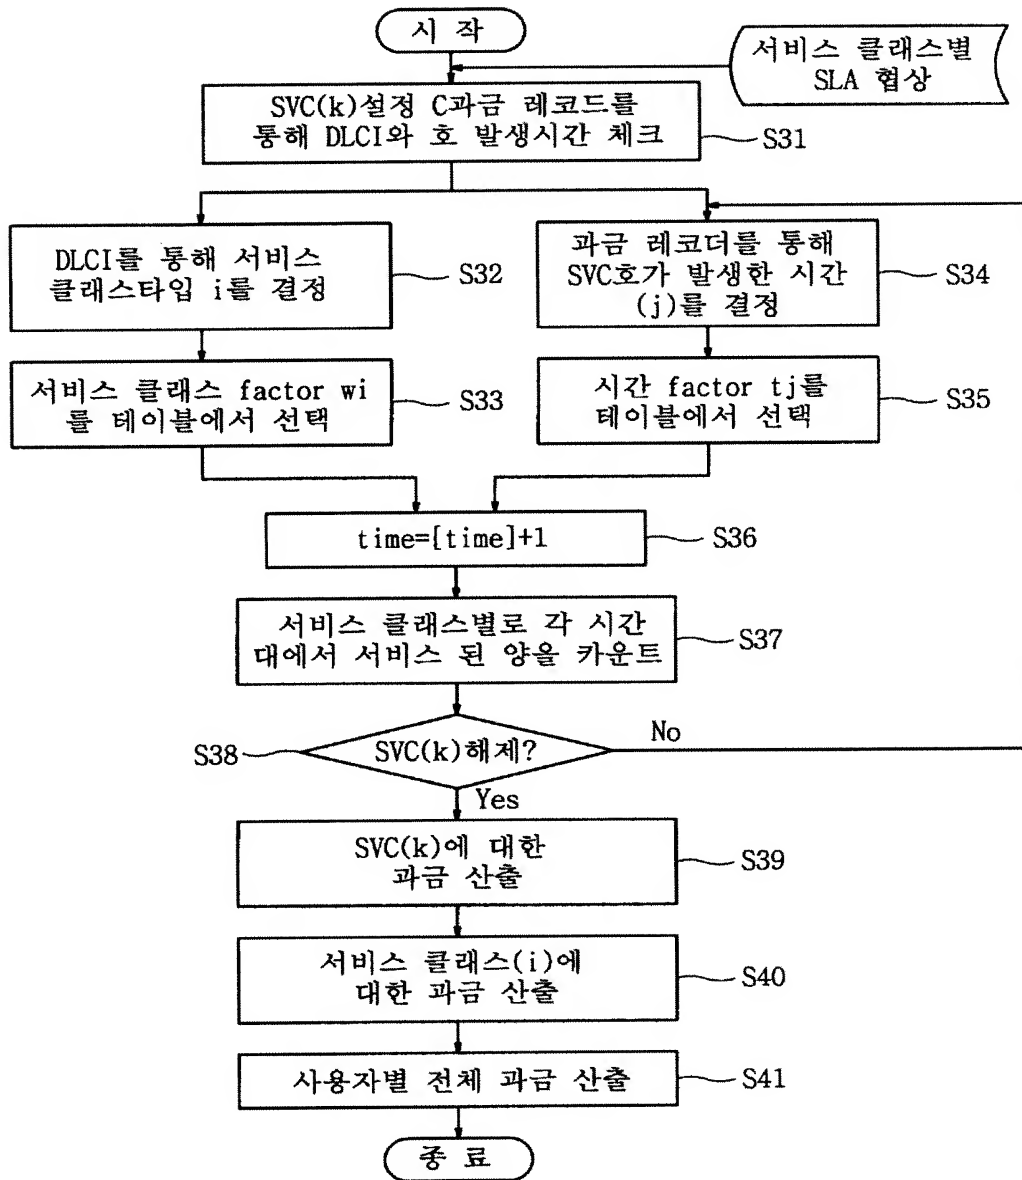 시 작
서비스 클래스별
SLA 협상
SVC(k)설정 C과금 레코드를
통해 DLCI와 호 발생시간 체크
S31
DLCI를 통해 서비스
클래스타입 i를 결정
S32
과금 레코더를 통해
SVC호가 발생한 시간
(j)를 결정
S34
서비스 클래스 factor wi
를 테이블에서 선택
S33
시간 factor tj를
테이블에서 선택
S35
time=[time]+1
S36
서비스 클래스별로 각 시간
대에서 서비스 된 양을 카운트
S37
S38
SVC(k)해제?
No
Yes
SVC(k)에 대한
과금 산출
S39
서비스 클래스(i)에
대한 과금 산출
S40
사용자별 전체 과금 산출
S41
종 료